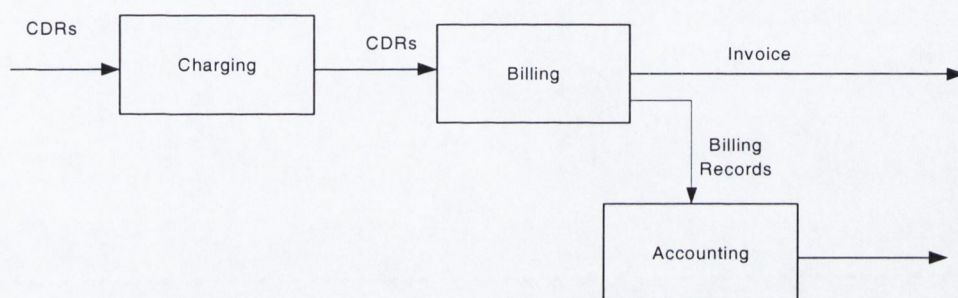 CDRs
Charging
CDRs
Billing
Invoice
Billing
Records
Accounting